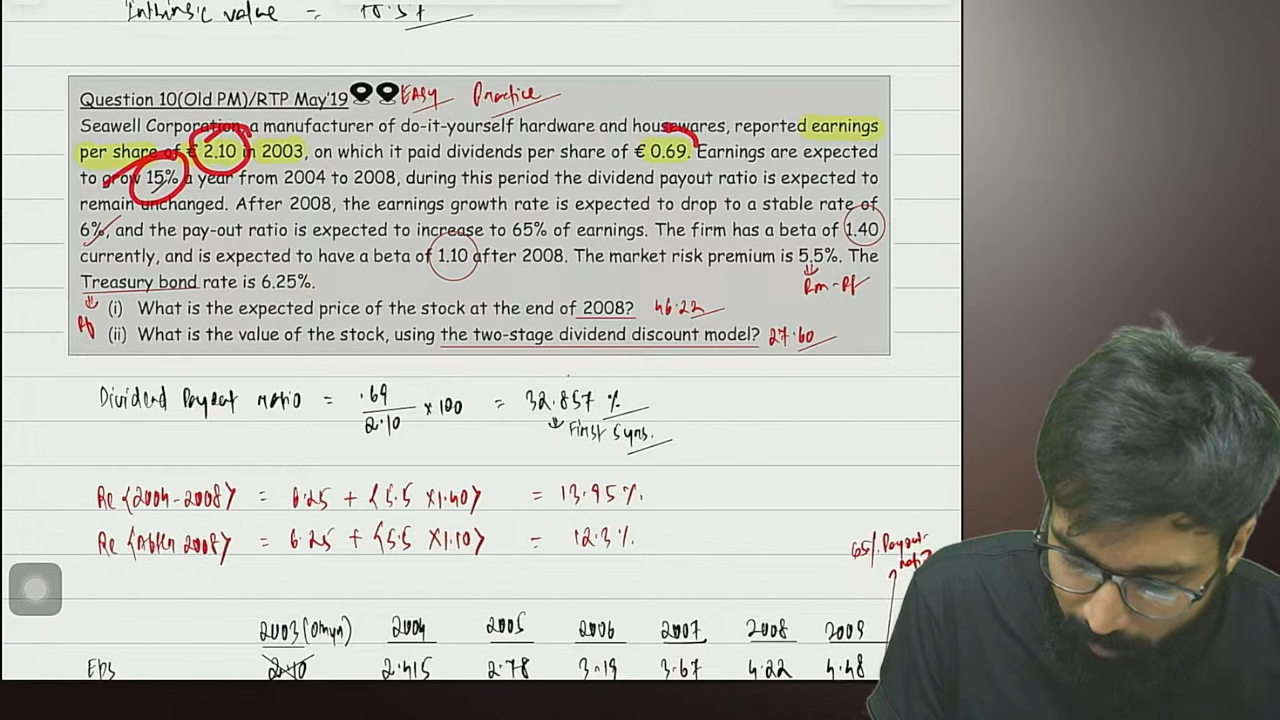 Intrinsic value =
Question 10(Old PM)/RTP May'19 EASY Practice
Seawell Corporation, a manufacturer of do-it-yourself hardware and housewares, reported earnings
per share of € 2.10 in 2003, on which it paid dividends per share of € 0.69. Earnings are expected
to grow 15% a year from 2004 to 2008, during this period the dividend payout ratio is expected to
remain unchanged. After 2008, the earnings growth rate is expected to drop to a stable rate of
6%, and the pay-out ratio is expected to increase to 65% of earnings. The firm has a beta of 1.40
currently, and is expected to have a beta of 1.10 after 2008. The market risk premium is 5.5%. The
Treasury bond rate is 6.25%.
Rm-Rf
(i) What is the expected price of the stock at the end of 2008? 46.22
Rf
(ii) What is the value of the stock, using the two-stage dividend discount model? 27.60
Dividend Payout ratio = .69 / 2.10 × 100 = 32.857 %
First 5yrs.
Re {2004-2008} = 6.25 + {5.5 × 1.40} = 13.95%
Re {After 2008} = 6.25 + {5.5 × 1.10} = 12.3%
65% Payout
2003 2004 2005 2006 2007 2008 2009
EPS 2.10 2.415 2.78 3.19 3.67 4.22 4.48